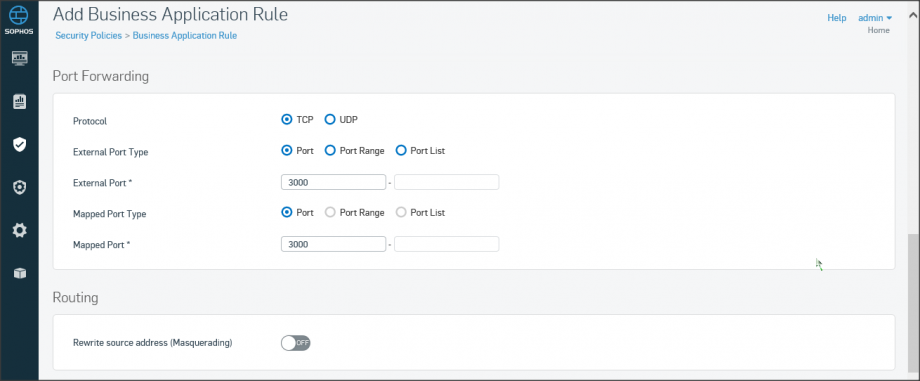 SOPHOS
Add Business Application Rule
Help admin
Security Policies > Business Application Rule
Home
Port Forwarding
Protocol TCP UDP
External Port Type Port Port Range Port List
External Port * 3000 -
Mapped Port Type Port Port Range Port List
Mapped Port * 3000 -
Routing
Rewrite source address (Masquerading) OFF